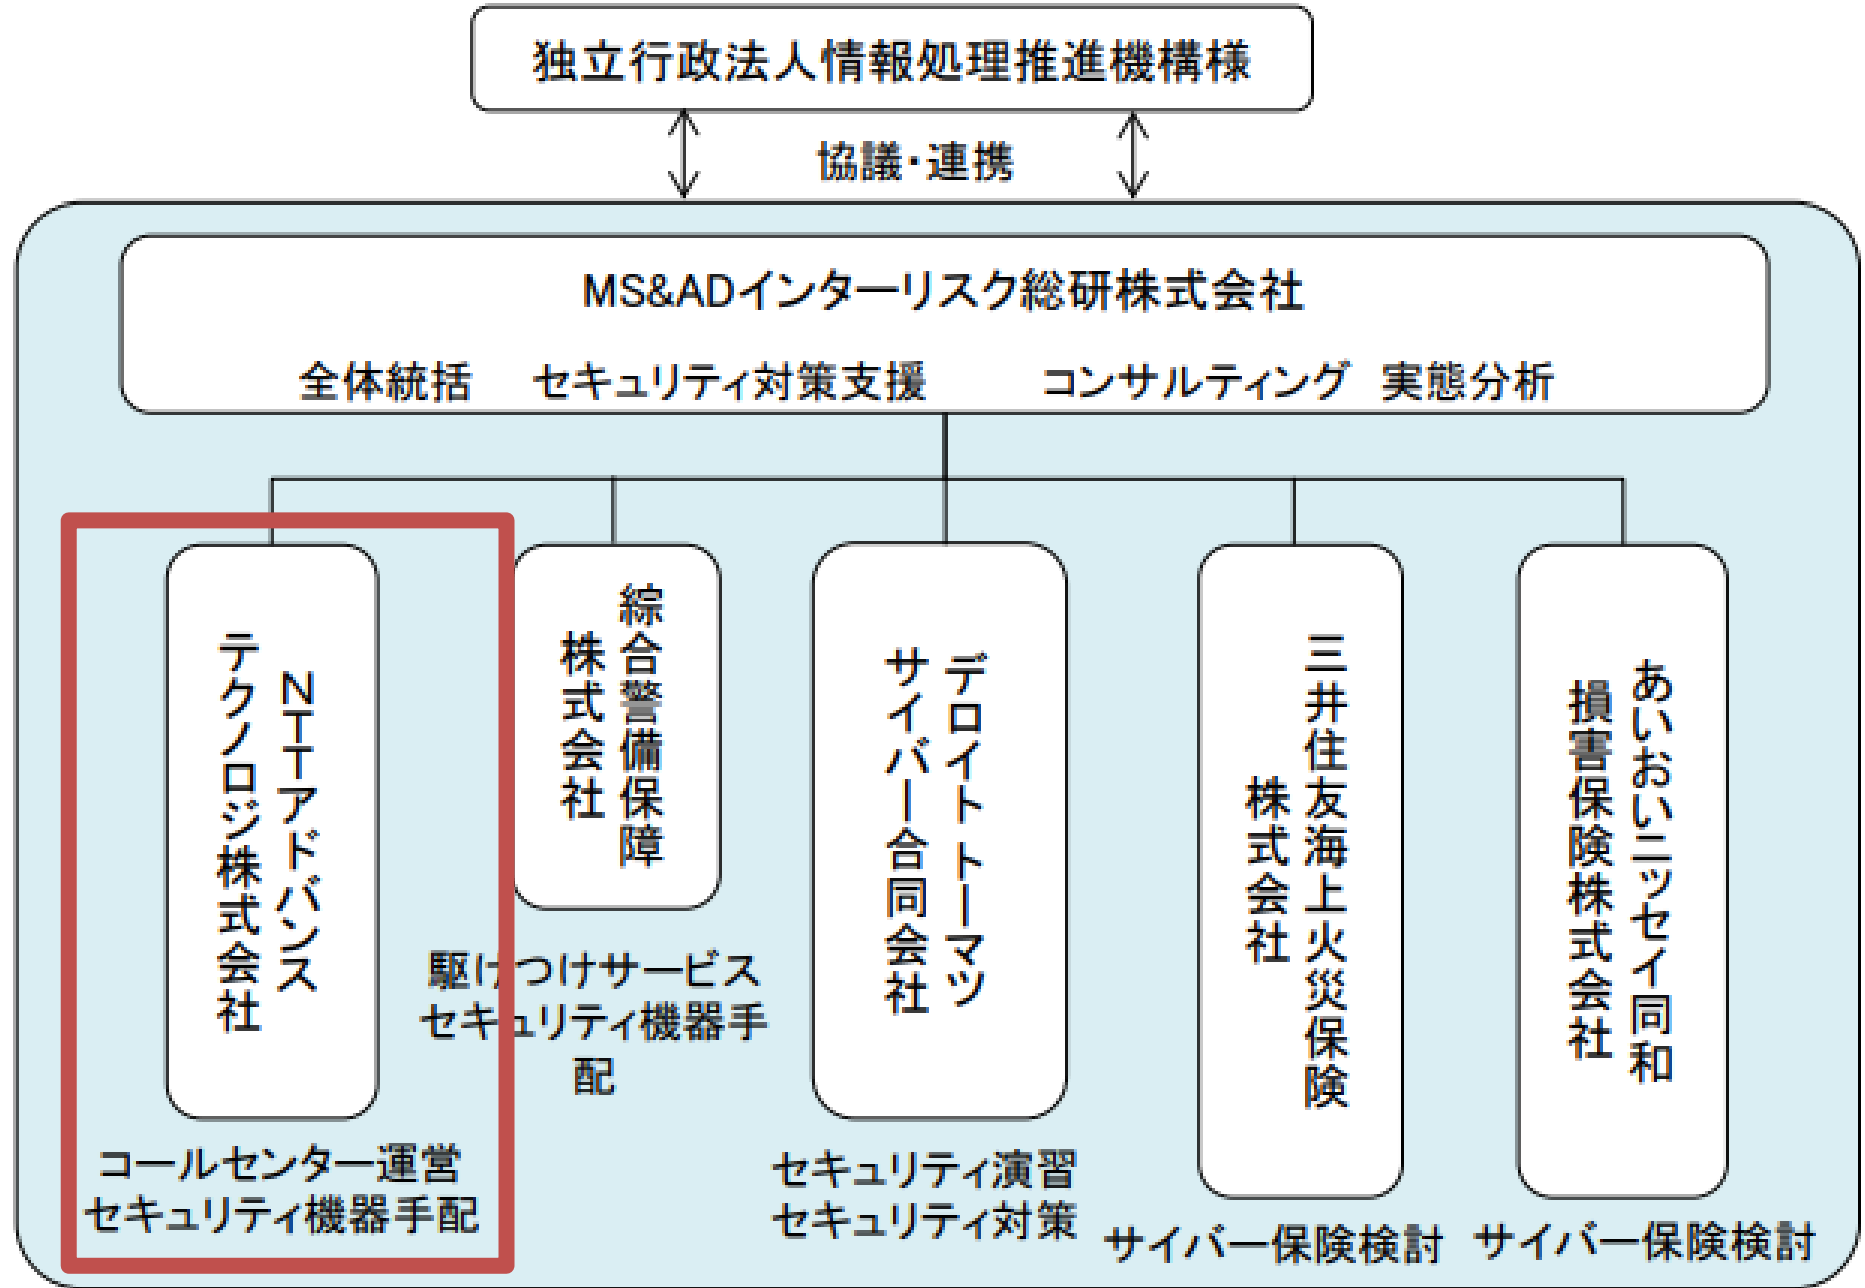 独立行政法人情報処理推進機構様
協議・連携
MS&ADインターリスク総研株式会社
全体統括 セキュリティ対策支援 コンサルティング 実態分析
NTTアドバンス
テクノロジ株式会社
コールセンター運営
セキュリティ機器手配
綜合警備保障
株式会社
駆けつけサービス
セキュリティ機器手
配
デロイト トーマツ
サイバー合同会社
セキュリティ演習
セキュリティ対策
三井住友海上火災保険
株式会社
サイバー保険検討
あいおいニッセイ同和
損害保険株式会社
サイバー保険検討